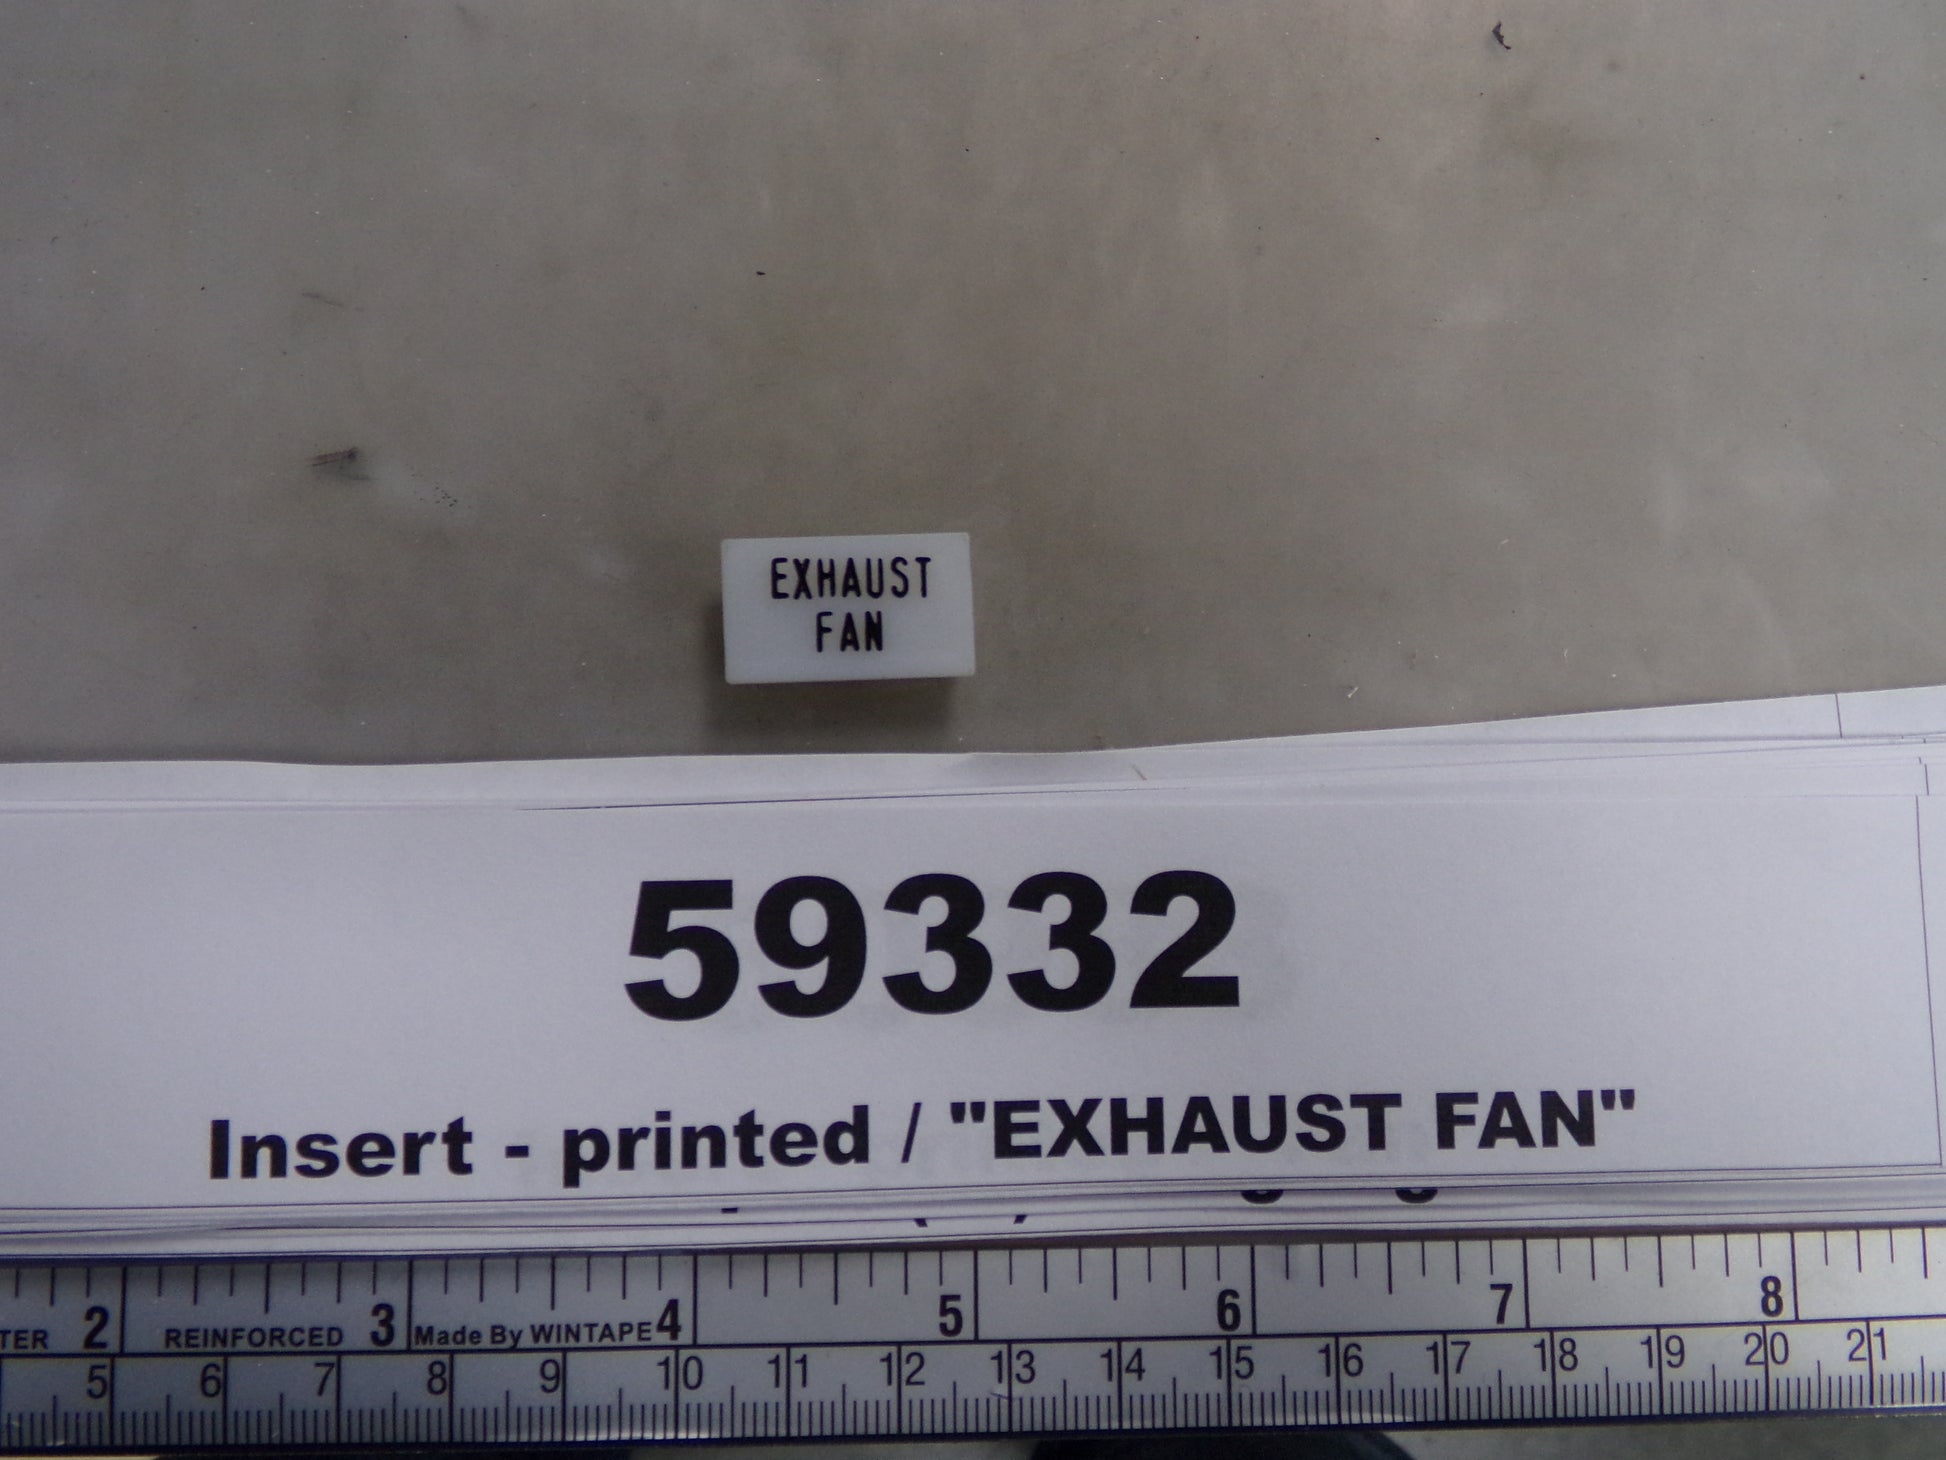 EXHAUST
FAN
59332
Insert - printed / "EXHAUST FAN"
TER 2 REINFORCED 3 Made By WINTAPE 4 5 6 7 8
5 6 7 8 9 10 11 12 13 14 15 16 17 18 19 20 21